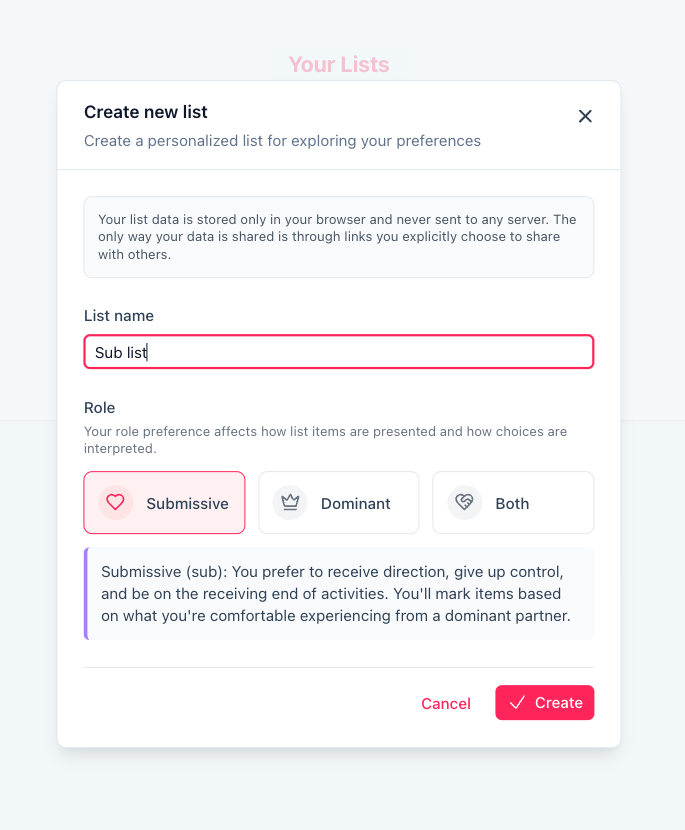 Your Lists
Create new list
Create a personalized list for exploring your preferences
Your list data is stored only in your browser and never sent to any server. The
only way your data is shared is through links you explicitly choose to share
with others.
List name
Sub list
Role
Your role preference affects how list items are presented and how choices are
interpreted.
Submissive
Dominant
Both
Submissive (sub): You prefer to receive direction, give up control,
and be on the receiving end of activities. You'll mark items based
on what you're comfortable experiencing from a dominant partner.
Cancel
Create